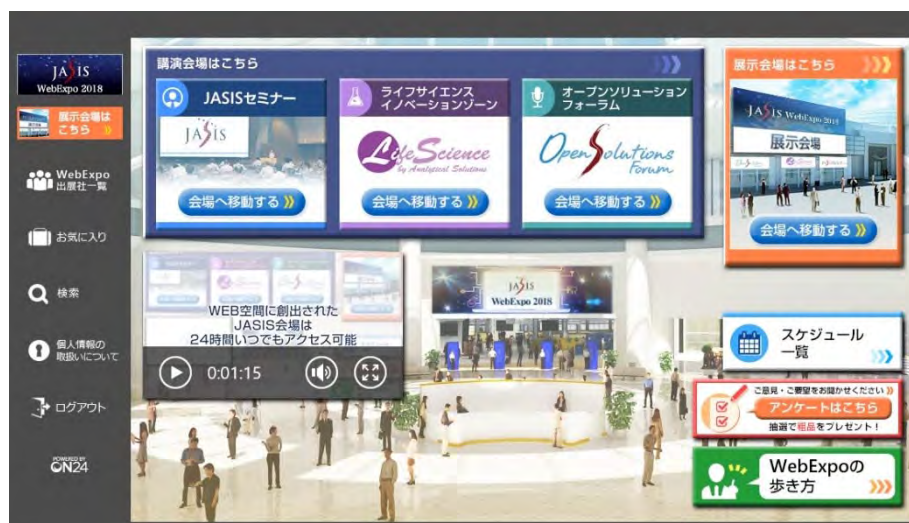 JASIS
WebExpo 2018
展示会場は
こちら
WebExpo
出展社一覧
お気に入り
検索
個人情報の
取扱いについて
ログアウト
POWERED BY
ON24
講演会場はこちら
JASISセミナー
JASIS
会場へ移動する
ライフサイエンス
イノベーションゾーン
LifeScience
by Analytical Solutions
会場へ移動する
オープンソリューション
フォーラム
Open Solutions
Forum
会場へ移動する
展示会場はこちら
JASIS WebExpo 2018
展示会場
会場へ移動する
WEB空間に創出された
JASIS会場は
24時間いつでもアクセス可能
0:01:15
JASIS
WebExpo 2018
スケジュール
一覧
ご意見・ご要望をお聞かせください
アンケートはこちら
抽選で粗品をプレゼント!
WebExpoの
歩き方